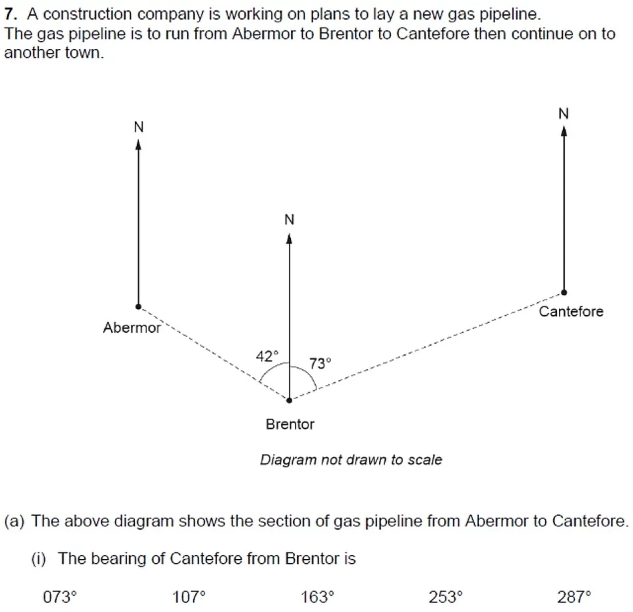 7. A construction company is working on plans to lay a new gas pipeline.
The gas pipeline is to run from Abermor to Brentor to Cantefore then continue on to
another town.
N
N
N
Cantefore
Abermor
42°
73°
Brentor
Diagram not drawn to scale
(a) The above diagram shows the section of gas pipeline from Abermor to Cantefore.
(i) The bearing of Cantefore from Brentor is
073° 107° 163° 253° 287°